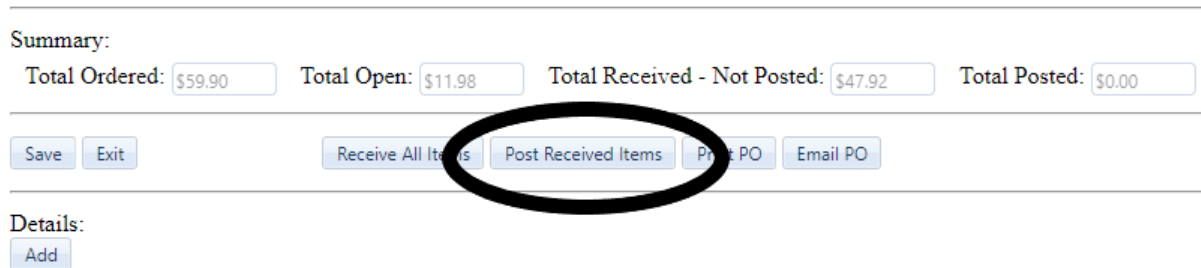 Summary:
Total Ordered: $59.90 Total Open: $11.98 Total Received - Not Posted: $47.92 Total Posted: $0.00
Save Exit Receive All Items Post Received Items Print PO Email PO
Details:
Add